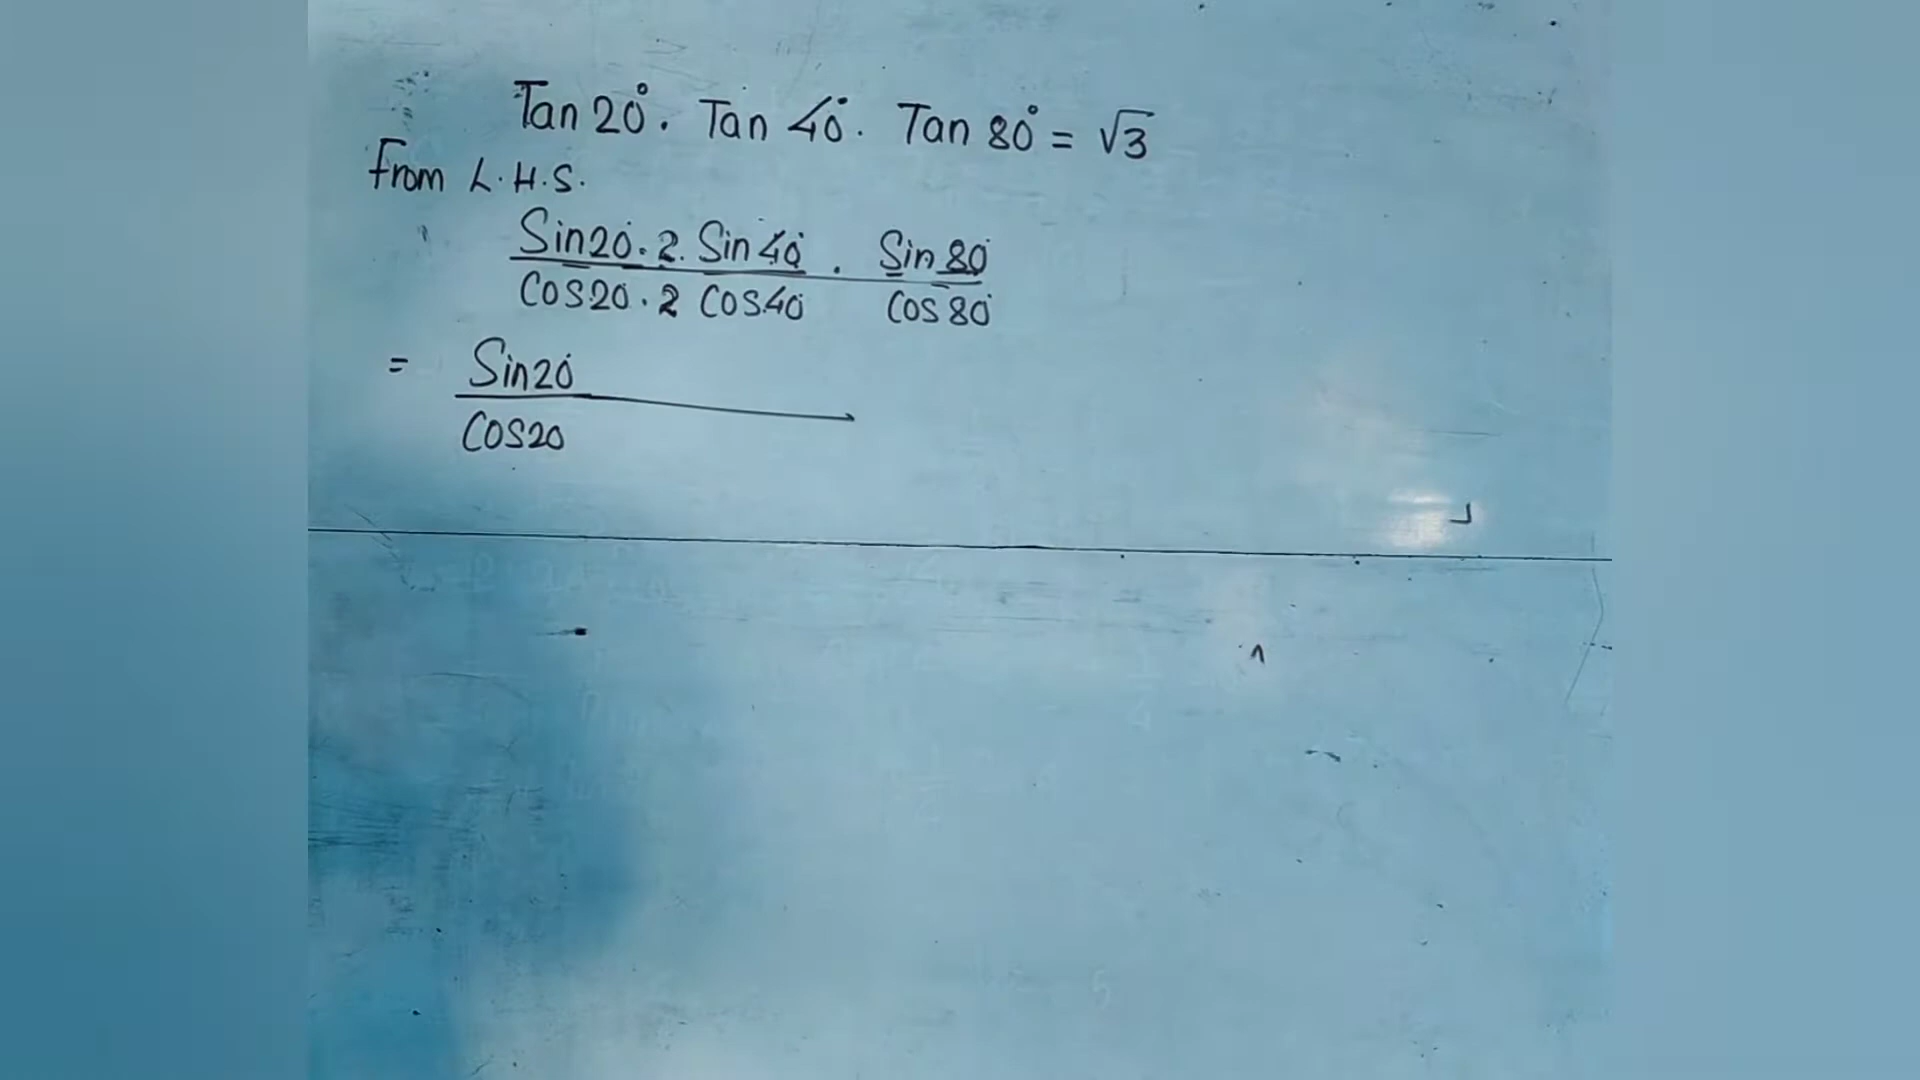 Tan 20°. Tan 40°. Tan 80° = √3
From L.H.S.
Sin20°.2. Sin 40° . Sin 80°
Cos20.2 Cos40° Cos 80°
= Sin20°
Cos20